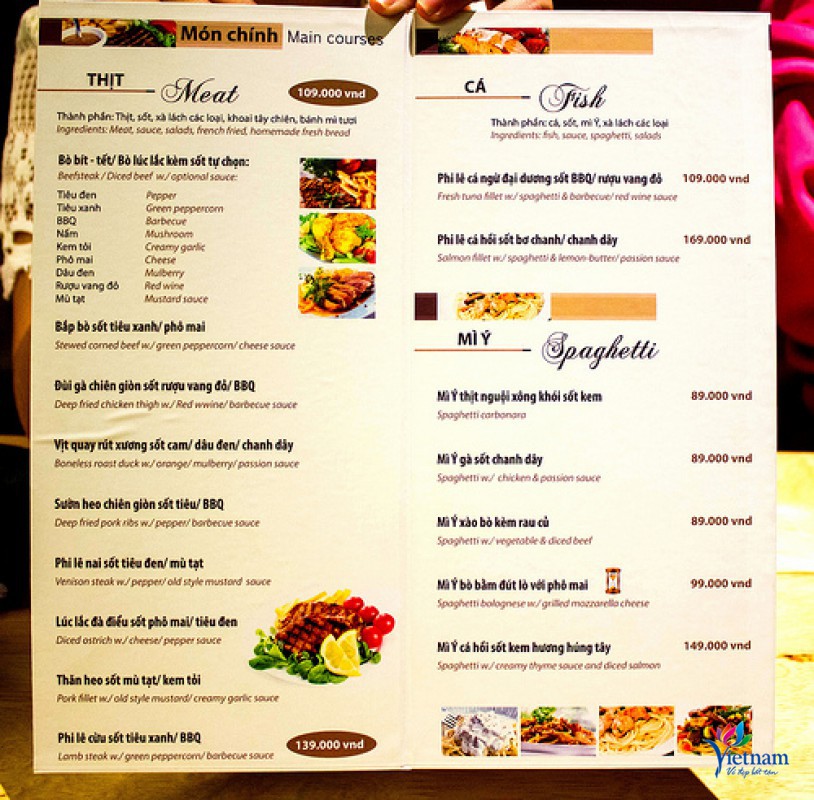 Món chính Main courses
THỊT Meat 109.000 vnd
Thành phần: Thịt, sốt, xà lách các loại, khoai tây chiên, bánh mì tươi
Ingredients: Meat, sauce, salads, french fried, homemade fresh bread
Bò bít - tết/ Bò lúc lắc kèm sốt tự chọn:
Beefsteak / Diced beef w./ optional sauce:
Tiêu đen Pepper
Tiêu xanh Green peppercorn
BBQ Barbecue
Nấm Mushroom
Kem tỏi Creamy garlic
Phô mai Cheese
Dâu đen Mulberry
Rượu vang đỏ Red wine
Mù tạt Mustard sauce
Bắp bò sốt tiêu xanh/ phô mai
Stewed corned beef w./ green peppercorn/ cheese sauce
Đùi gà chiên giòn sốt rượu vang đỏ/ BBQ
Deep fried chicken thigh w./ Red wwine/ barbecue sauce
Vịt quay rút xương sốt cam/ dâu đen/ chanh dây
Boneless roast duck w./ orange/ mulberry/ passion sauce
Sườn heo chiên giòn sốt tiêu/ BBQ
Deep fried pork ribs w./ pepper/ barbecue sauce
Phi lê nai sốt tiêu đen/ mù tạt
Venison steak w./ pepper/ old style mustard sauce
Lúc lắc đà điểu sốt phô mai/ tiêu đen
Diced ostrich w./ cheese/ pepper sauce
Thăn heo sốt mù tạt/ kem tỏi
Pork fillet w./ old style mustard/ creamy garlic sauce
Phi lê cừu sốt tiêu xanh/ BBQ 139.000 vnd
Lamb steak w./ green peppercorn/ barbecue sauce
CÁ Fish
Thành phần: cá, sốt, mì Ý, xà lách các loại
Ingredients: fish, sauce, spaghetti, salads
Phi lê cá ngừ đại dương sốt BBQ/ rượu vang đỏ 109.000 vnd
Fresh tuna fillet w./ spaghetti & barbecue/ red wine sauce
Phi lê cá hồi sốt bơ chanh/ chanh dây 169.000 vnd
Salmon fillet w./ spaghetti & lemon-butter/ passion sauce
MÌ Ý Spaghetti
Mì Ý thịt nguội xông khói sốt kem 89.000 vnd
Spaghetti carbonara
Mì Ý gà sốt chanh dây 89.000 vnd
Spaghetti w./ chicken & passion sauce
Mì Ý xào bò kèm rau củ 89.000 vnd
Spaghetti w./ vegetable & diced beef
Mì Ý bò bằm đút lò với phô mai 99.000 vnd
Spaghetti bolognese w./ grilled mozzarella cheese
Mì Ý cá hồi sốt kem hương húng tây 149.000 vnd
Spaghetti w./ creamy thyme sauce and diced salmon
Vietnam
Vẻ đẹp bất tận